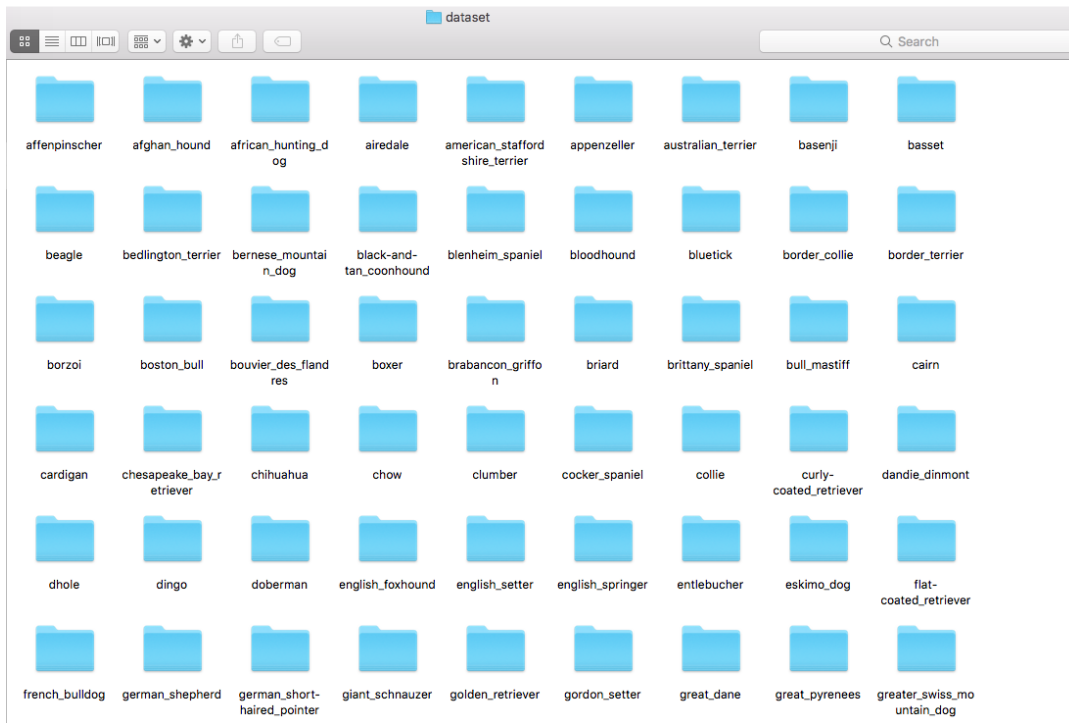 dataset
Search
affenpinscher
afghan_hound
african_hunting_d
og
airedale
american_stafford
shire_terrier
appenzeller
australian_terrier
basenji
basset
beagle
bedlington_terrier
bernese_mountai
n_dog
black-and-
tan_coonhound
blenheim_spaniel
bloodhound
bluetick
border_collie
border_terrier
borzoi
boston_bull
bouvier_des_fland
res
boxer
brabancon_griffo
n
briard
brittany_spaniel
bull_mastiff
cairn
cardigan
chesapeake_bay_r
etriever
chihuahua
chow
clumber
cocker_spaniel
collie
curly-
coated_retriever
dandie_dinmont
dhole
dingo
doberman
english_foxhound
english_setter
english_springer
entlebucher
eskimo_dog
flat-
coated_retriever
french_bulldog
german_shepherd
german_short-
haired_pointer
giant_schnauzer
golden_retriever
gordon_setter
great_dane
great_pyrenees
greater_swiss_mo
untain_dog